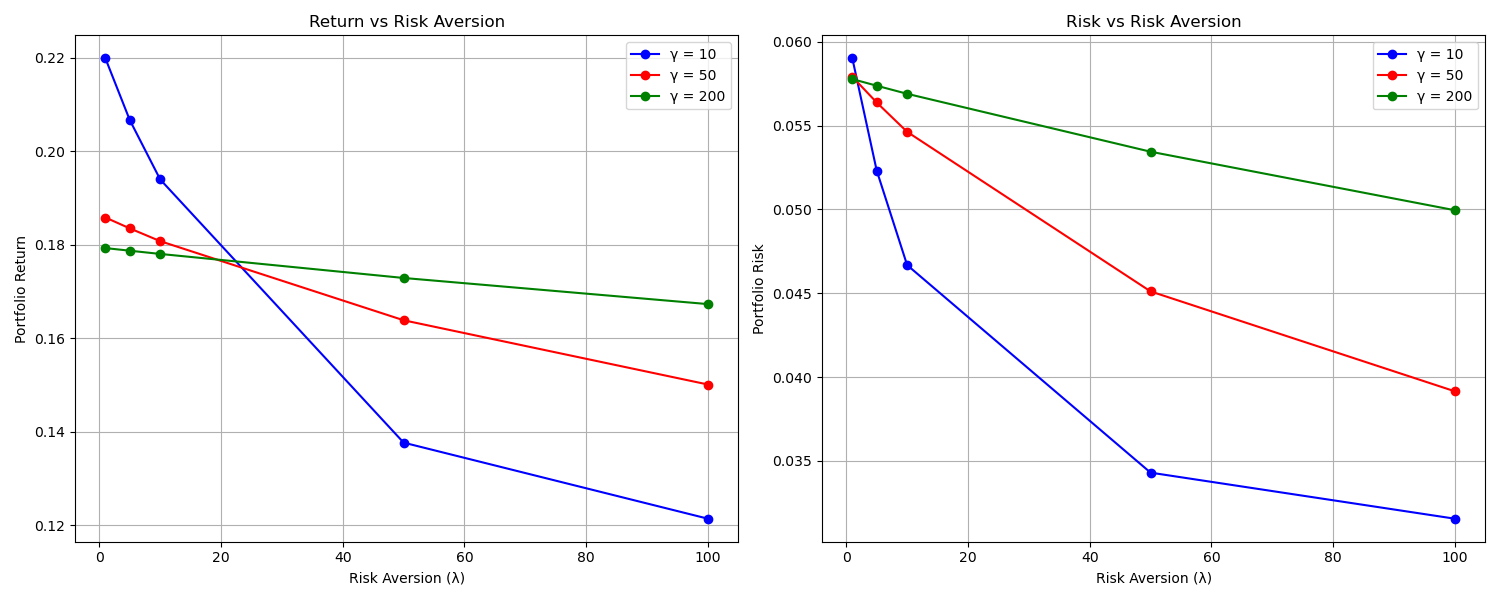 Return vs Risk Aversion
γ = 10
γ = 50
γ = 200
0.22
0.20
0.18
0.16
0.14
0.12
Portfolio Return
0 20 40 60 80 100
Risk Aversion (λ)
Risk vs Risk Aversion
γ = 10
γ = 50
γ = 200
0.060
0.055
0.050
0.045
0.040
0.035
Portfolio Risk
0 20 40 60 80 100
Risk Aversion (λ)